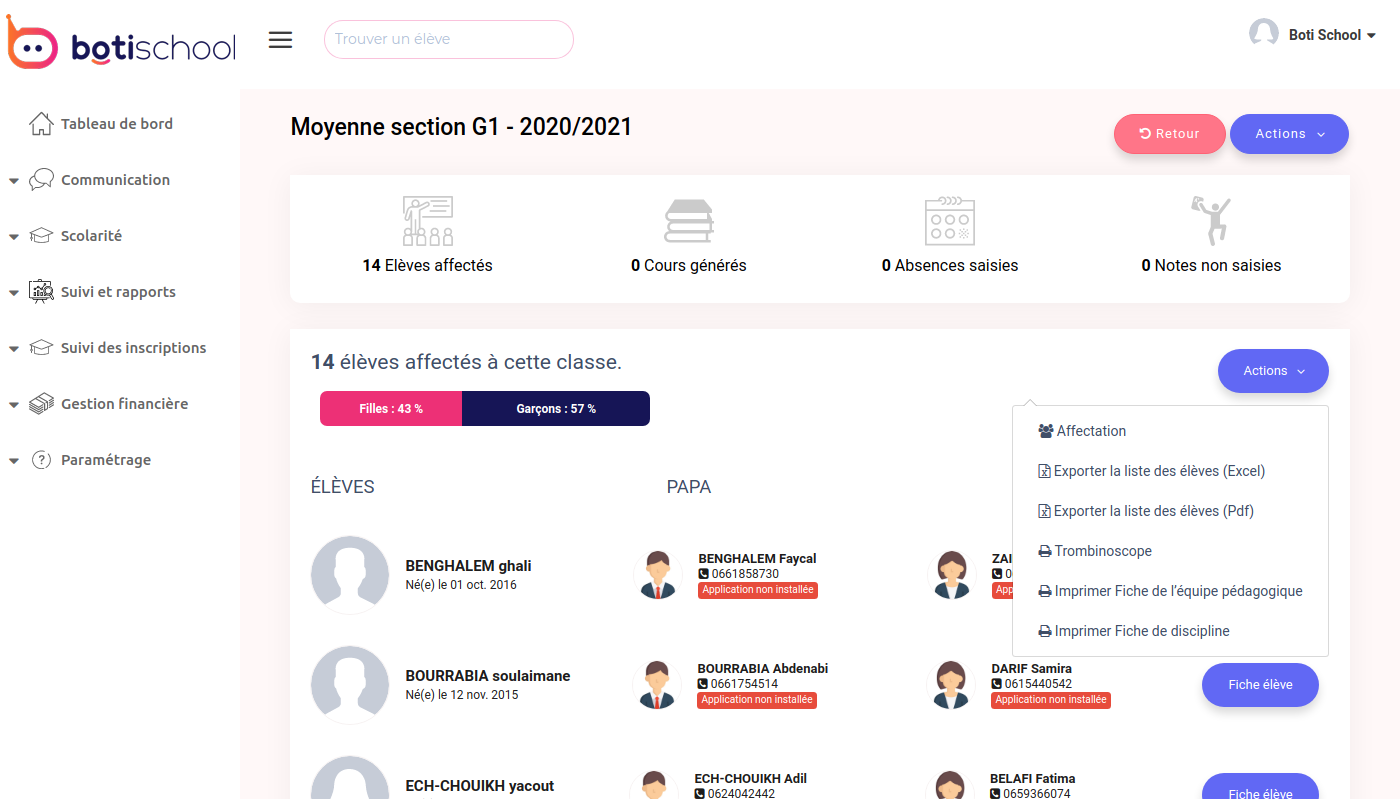 botischool
Trouver un élève
Boti School
Tableau de bord
Communication
Scolarité
Suivi et rapports
Suivi des inscriptions
Gestion financière
Paramétrage
Moyenne section G1 - 2020/2021
Retour
Actions
14 Elèves affectés
0 Cours générés
0 Absences saisies
0 Notes non saisies
14 élèves affectés à cette classe.
Actions
Filles : 43 %
Garçons : 57 %
Affectation
Exporter la liste des élèves (Excel)
Exporter la liste des élèves (Pdf)
Trombinoscope
Imprimer Fiche de l'équipe pédagogique
Imprimer Fiche de discipline
ÉLÈVES
PAPA
BENGHALEM ghali
Né(e) le 01 oct. 2016
BENGHALEM Faycal
0661858730
Application non installée
BOURRABIA soulaimane
Né(e) le 12 nov. 2015
BOURRABIA Abdenabi
0661754514
Application non installée
DARIF Samira
0615440542
Application non installée
Fiche élève
ECH-CHOUIKH yacout
ECH-CHOUIKH Adil
0624042442
BELAFI Fatima
0659366074
Fiche élève